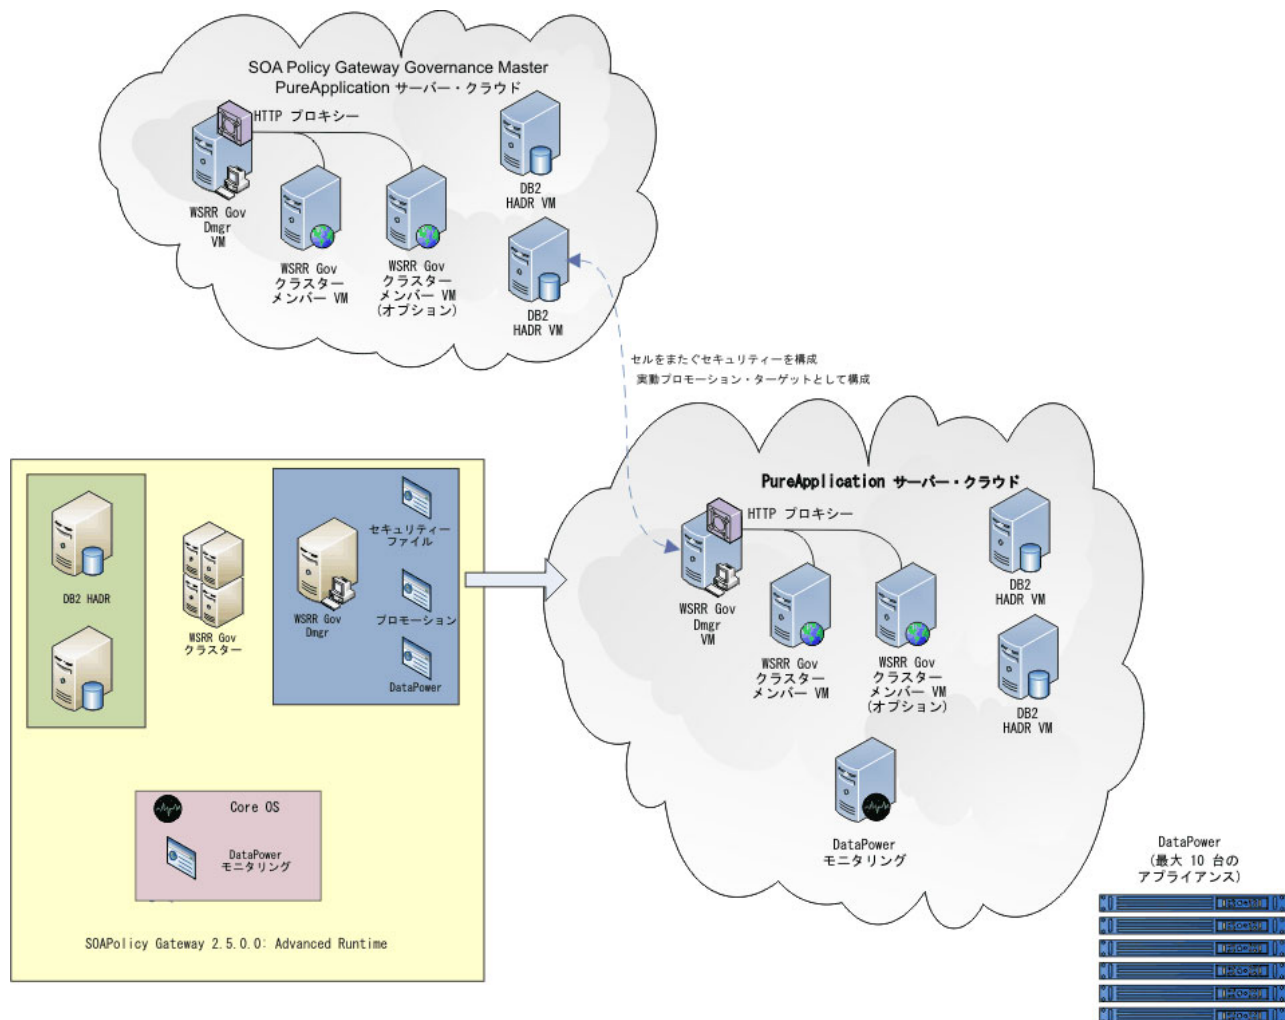 SOA Policy Gateway Governance Master
PureApplication サーバー・クラウド
HTTP プロキシー
WSRR Gov
Dmgr
VM
WSRR Gov
クラスター
メンバー VM
WSRR Gov
クラスター
メンバー VM
(オプション)
DB2
HADR VM
DB2
HADR VM
セルをまたぐセキュリティーを構成
実動プロモーション・ターゲットとして構成
DB2 HADR
WSRR Gov
クラスター
WSRR Gov
Dmgr
セキュリティー
ファイル
プロモーション
DataPower
Core OS
DataPower
モニタリング
SOAPolicy Gateway 2.5.0.0: Advanced Runtime
PureApplication サーバー・クラウド
HTTP プロキシー
WSRR Gov
Dmgr
VM
WSRR Gov
クラスター
メンバー VM
WSRR Gov
クラスター
メンバー VM
(オプション)
DB2
HADR VM
DB2
HADR VM
DataPower
モニタリング
DataPower
(最大 10 台の
アプライアンス)